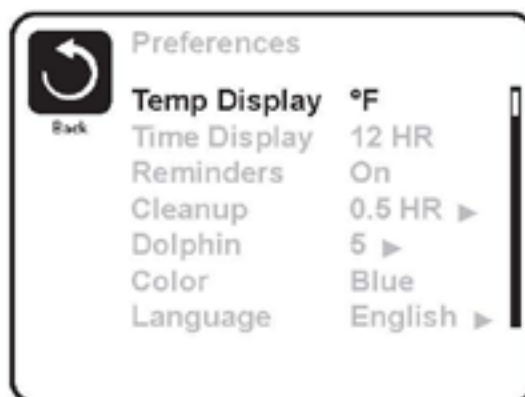 Preferences
Back
Temp Display °F
Time Display 12 HR
Reminders On
Cleanup 0.5 HR ▶
Dolphin 5 ▶
Color Blue
Language English ▶